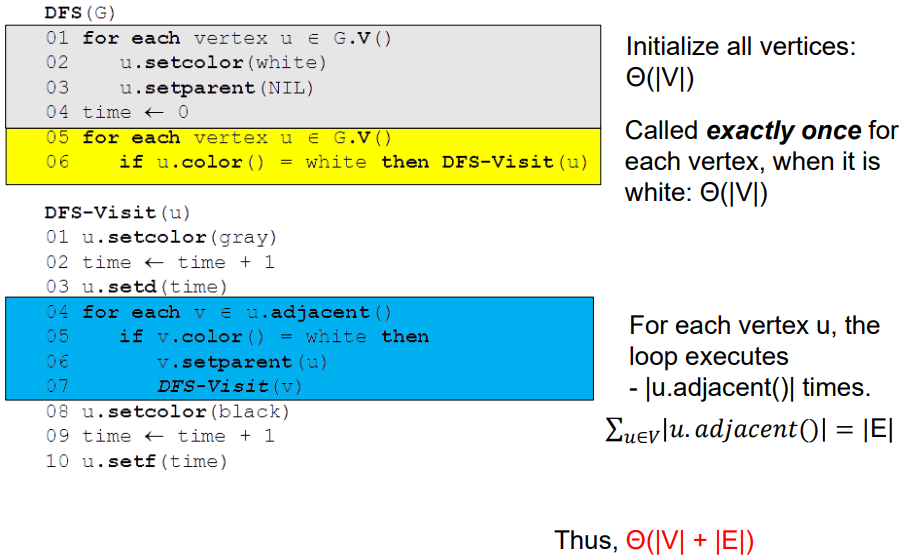 DFS(G)
01 for each vertex u ∈ G.V()
02    u.setcolor(white)
03    u.setparent(NIL)
04 time ← 0
05 for each vertex u ∈ G.V()
06    if u.color() = white then DFS-Visit(u)
Initialize all vertices:
Θ(|V|)
Called exactly once for
each vertex, when it is
white: Θ(|V|)
DFS-Visit(u)
01 u.setcolor(gray)
02 time ← time + 1
03 u.setd(time)
04 for each v ∈ u.adjacent()
05    if v.color() = white then
06       v.setparent(u)
07       DFS-Visit(v)
08 u.setcolor(black)
09 time ← time + 1
10 u.setf(time)
For each vertex u, the
loop executes
- |u.adjacent()| times.
∑u∈V|u.adjacent()| = |E|
Thus, Θ(|V| + |E|)